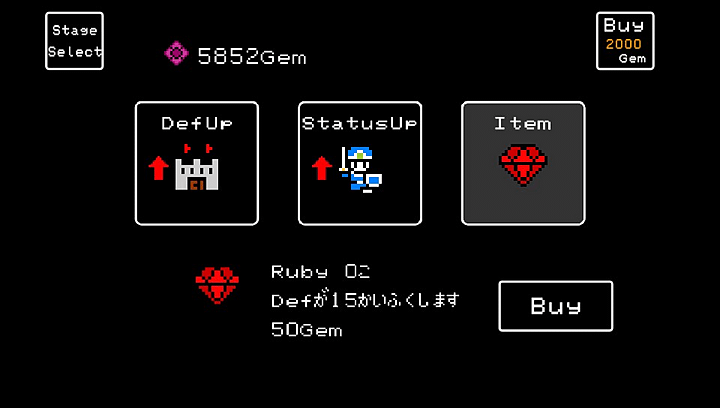 Stage
Select
5852Gem
Buy
2000
Gem
DefUp
StatusUp
Item
Ruby 0こ
Defが15かいふくします
50Gem
Buy